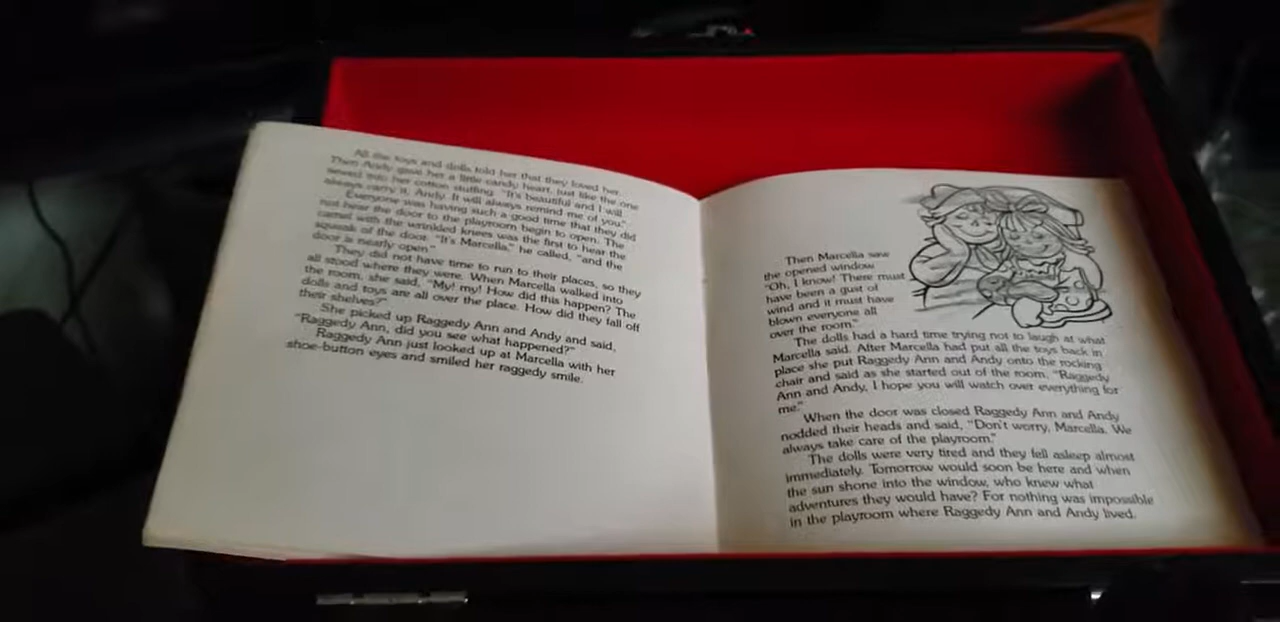 All the toys and dolls told her that they loved her.
Then Andy gave her a little candy heart, just like the one
sewed into her cotton stuffing. "It's beautiful and I will
always carry it, Andy. It will always remind me of you."
Everyone was having such a good time that they did
not hear the door to the playroom begin to open. The
camel with the wrinkled knees was the first to hear the
squeak of the door. "It's Marcella," he called, "and the
door is nearly open."
They did not have time to run to their places, so they
all stood where they were. When Marcella walked into
the room, she said, "My! my! How did this happen? The
dolls and toys are all over the place. How did they fall off
their shelves?"
She picked up Raggedy Ann and Andy and said,
"Raggedy Ann, did you see what happened?"
Raggedy Ann just looked up at Marcella with her
shoe-button eyes and smiled her raggedy smile.
Then Marcella saw
the opened window
"Oh, I know! There must
have been a gust of
wind and it must have
blown everyone all
over the room."
The dolls had a hard time trying not to laugh at what
Marcella said. After Marcella had put all the toys back in
place she put Raggedy Ann and Andy onto the rocking
chair and said as she started out of the room, "Raggedy
Ann and Andy, I hope you will watch over everything for
me."
When the door was closed Raggedy Ann and Andy
nodded their heads and said, "Don't worry, Marcella. We
always take care of the playroom."
The dolls were very tired and they fell asleep almost
immediately. Tomorrow would soon be here and when
the sun shone into the window, who knew what
adventures they would have? For nothing was impossible
in the playroom where Raggedy Ann and Andy lived.